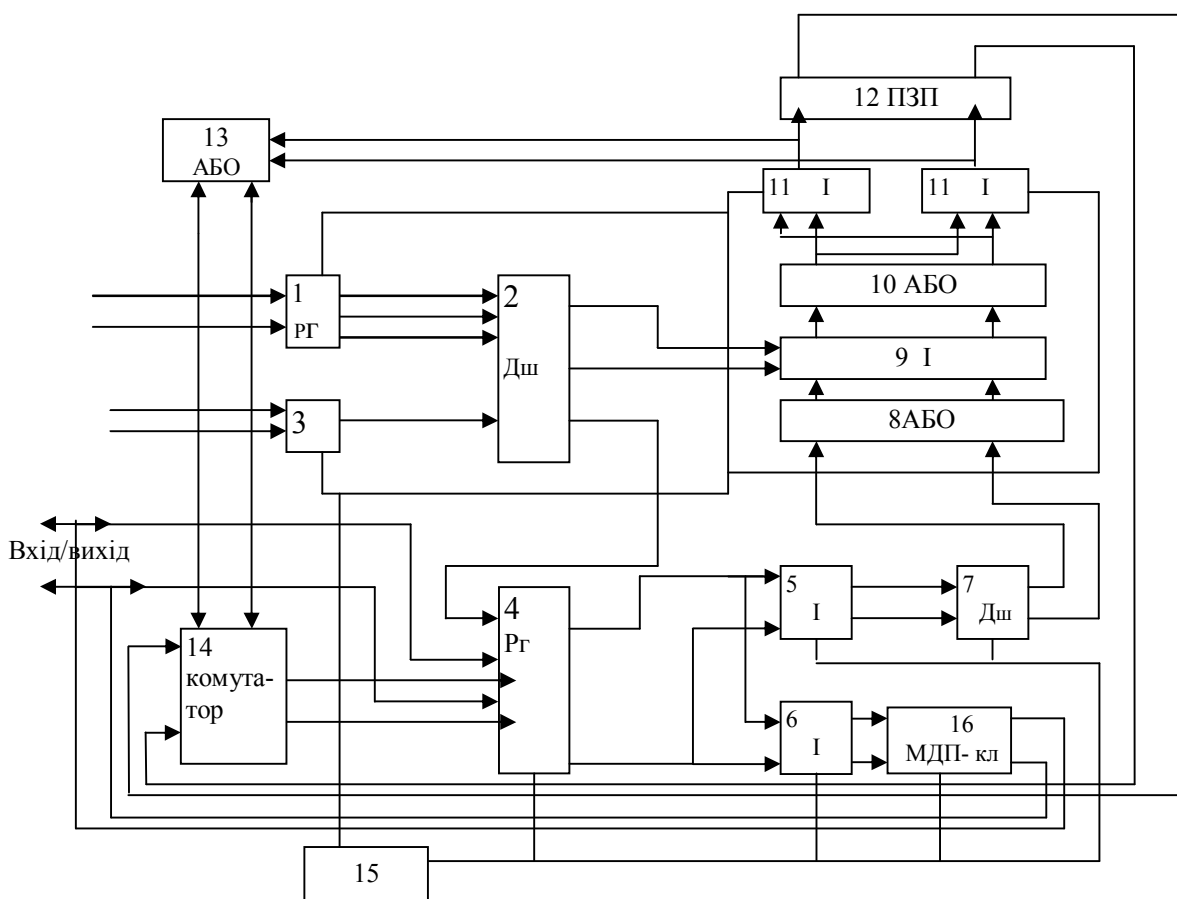 12 ПЗП
13
АБО
11 І
11 І
1
РГ
2
Дш
10 АБО
9 І
3
8АБО
Вхід/вихід
4
Рг
5
І
7
Дш
14
комута-
тор
6
І
16
МДП- кл
15